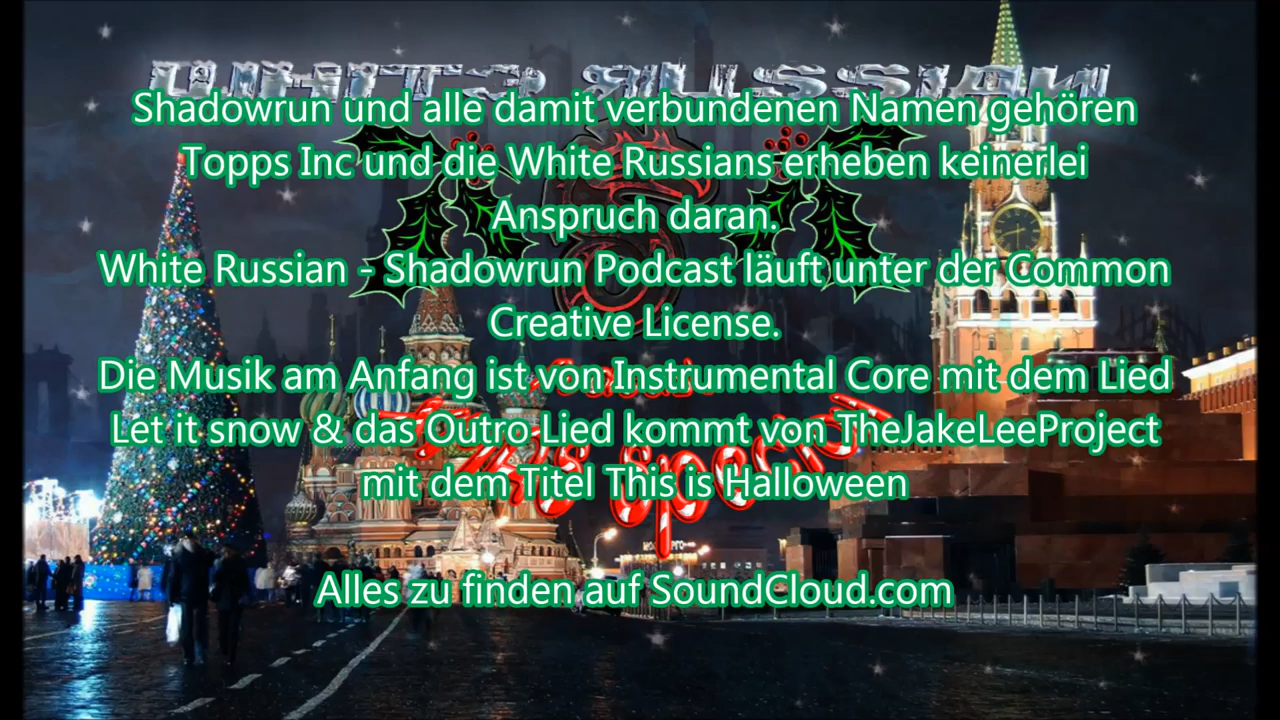 WHITE RUSSIAN
Shadowrun und alle damit verbundenen Namen gehören
Topps Inc und die White Russians erheben keinerlei
Anspruch daran.
White Russian - Shadowrun Podcast läuft unter der Common
Creative License.
Die Musik am Anfang ist von Instrumental Core mit dem Lied
Let it snow & das Outro Lied kommt von TheJakeLeeProject
mit dem Titel This is Halloween
Alles zu finden auf SoundCloud.com